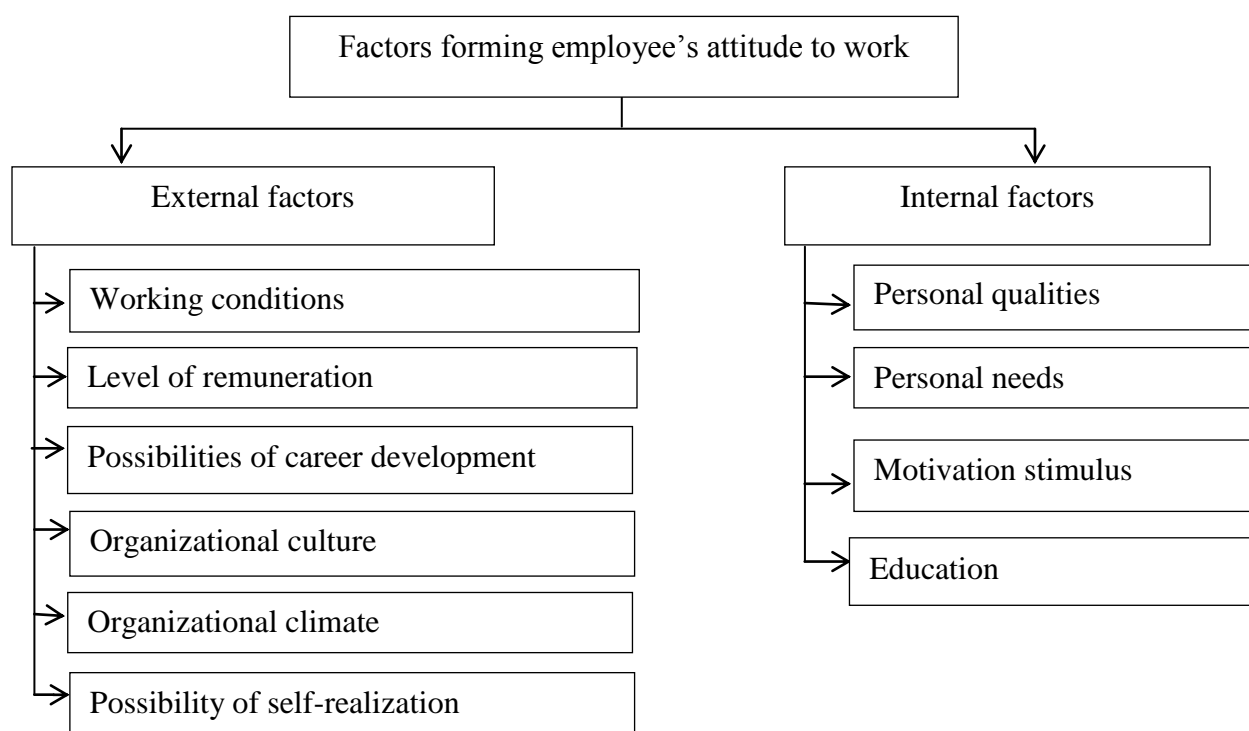 Factors forming employee’s attitude to work
External factors
Working conditions
Level of remuneration
Possibilities of career development
Organizational culture
Organizational climate
Possibility of self-realization
Internal factors
Personal qualities
Personal needs
Motivation stimulus
Education